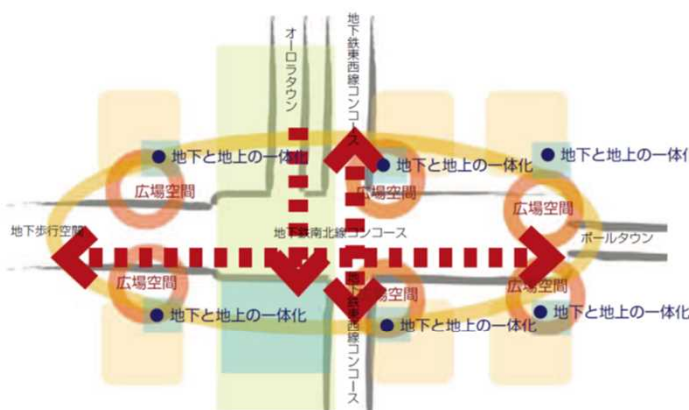 オーロラタウン
地下鉄東西線コンコース
地下と地上の一体化
地下と地上の一体化
地下と地上の一体化
広場空間
広場空間
広場空間
地下歩行空間
地下鉄南北線コンコース
ポールタウン
広場空間
広場空間
広場空間
地下鉄東西線コンコース
地下と地上の一体化
地下と地上の一体化
地下と地上の一体化